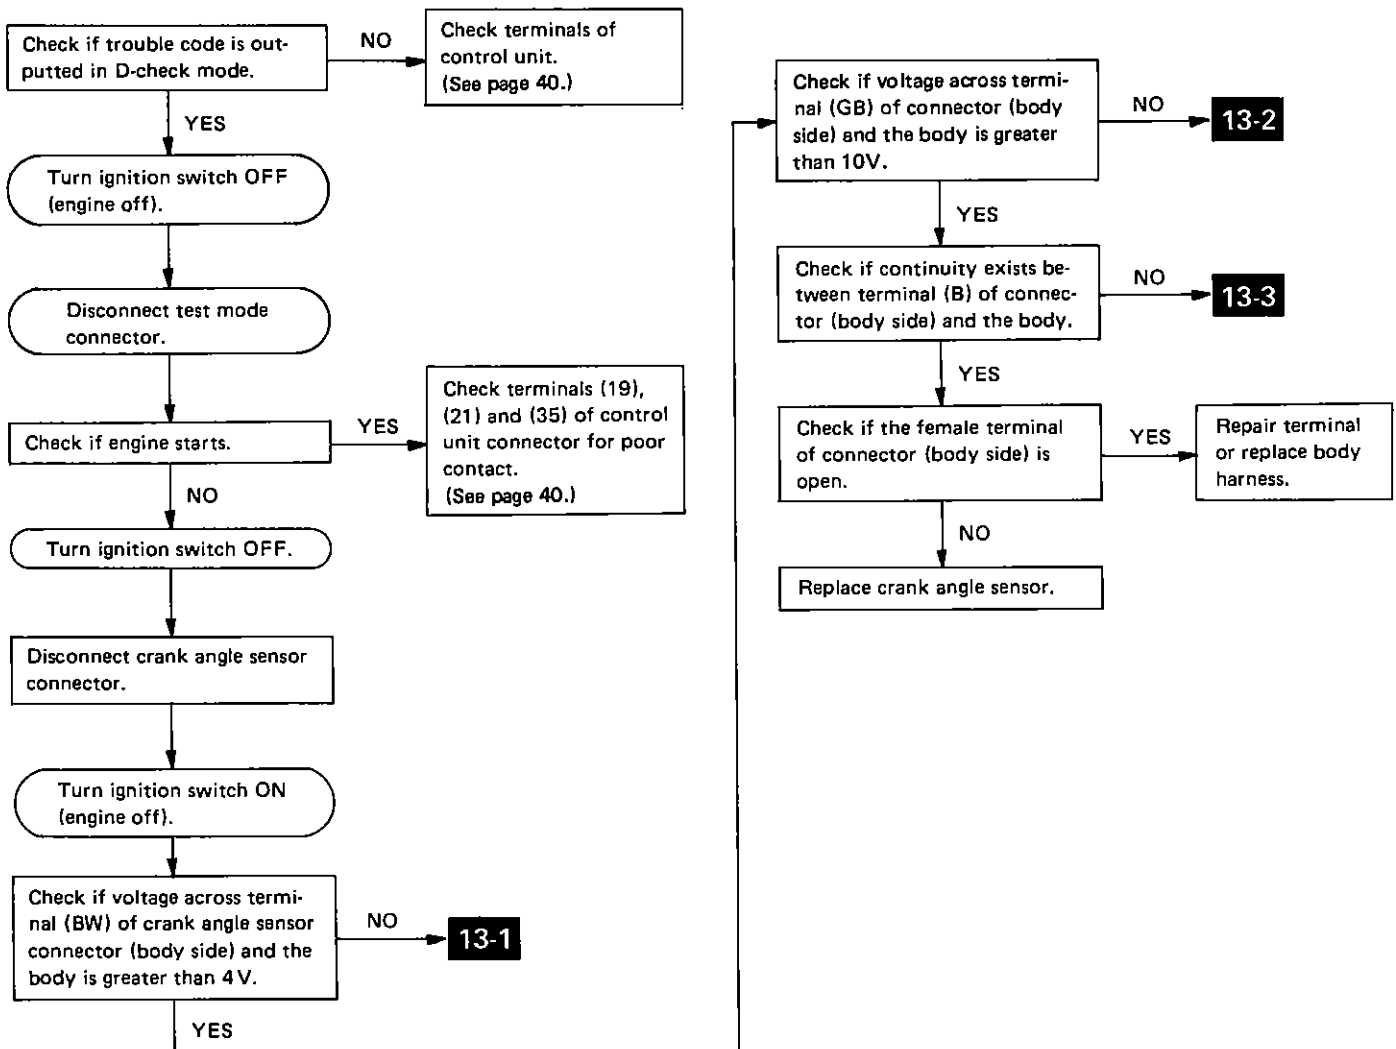 Check if trouble code is out-
putted in D-check mode.
NO
Check terminals of
control unit.
(See page 40.)
YES
Turn ignition switch OFF
(engine off).
Disconnect test mode
connector.
Check if engine starts.
YES
Check terminals (19),
(21) and (35) of control
unit connector for poor
contact.
(See page 40.)
NO
Turn ignition switch OFF.
Disconnect crank angle sensor
connector.
Turn ignition switch ON
(engine off).
Check if voltage across termi-
nal (BW) of crank angle sensor
connector (body side) and the
body is greater than 4V.
NO
13-1
YES
Check if voltage across termi-
nal (GB) of connector (body
side) and the body is greater
than 10V.
NO
13-2
YES
Check if continuity exists be-
tween terminal (B) of connec-
tor (body side) and the body.
NO
13-3
YES
Check if the female terminal
of connector (body side) is
open.
YES
Repair terminal
or replace body
harness.
NO
Replace crank angle sensor.